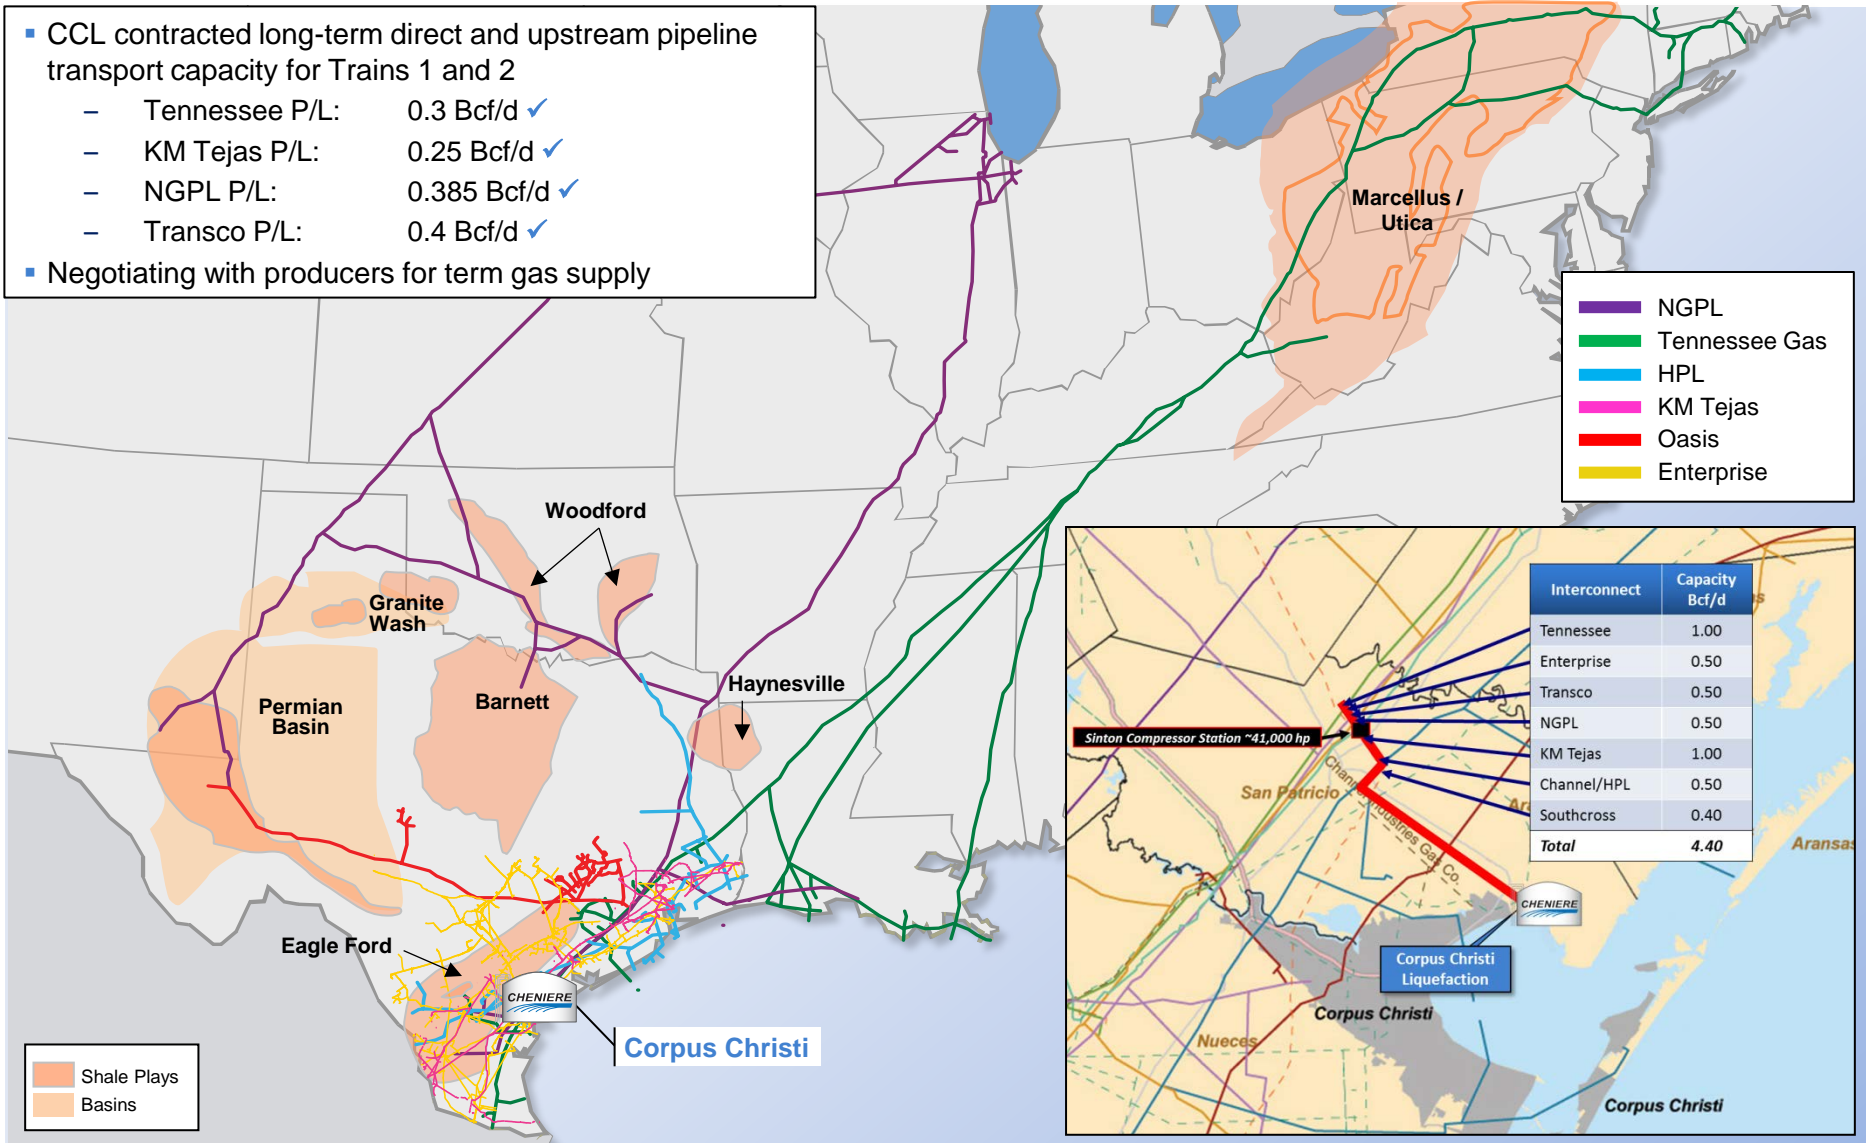 ▪ CCL contracted long-term direct and upstream pipeline
transport capacity for Trains 1 and 2
– Tennessee P/L: 0.3 Bcf/d ✓
– KM Tejas P/L: 0.25 Bcf/d ✓
– NGPL P/L: 0.385 Bcf/d ✓
– Transco P/L: 0.4 Bcf/d ✓
▪ Negotiating with producers for term gas supply
Marcellus /
Utica
NGPL
Tennessee Gas
HPL
KM Tejas
Oasis
Enterprise
Woodford
Granite
Wash
Permian
Basin
Barnett
Haynesville
Eagle Ford
CHENIERE
Corpus Christi
Shale Plays
Basins
Interconnect Capacity
Bcf/d
Tennessee 1.00
Enterprise 0.50
Transco 0.50
NGPL 0.50
KM Tejas 1.00
Channel/HPL 0.50
Southcross 0.40
Total 4.40
Sinton Compressor Station ~41,000 hp
San Patricio
Channel Industries Gas Co.
Aransas
CHENIERE
Corpus Christi
Liquefaction
Corpus Christi
Nueces
Corpus Christi